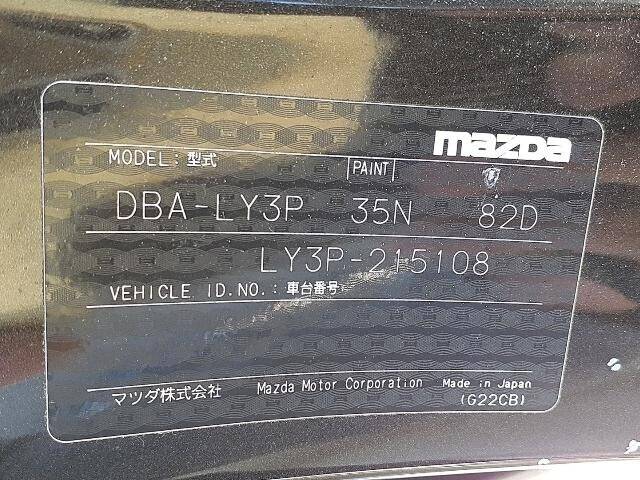 mazda
MODEL:型式 PAINT
DBA-LY3P 35N 82D
LY3P-215108
VEHICLE ID.NO.:車台番号
マツダ株式会社 Mazda Motor Corporation Made in Japan
(G22CB)